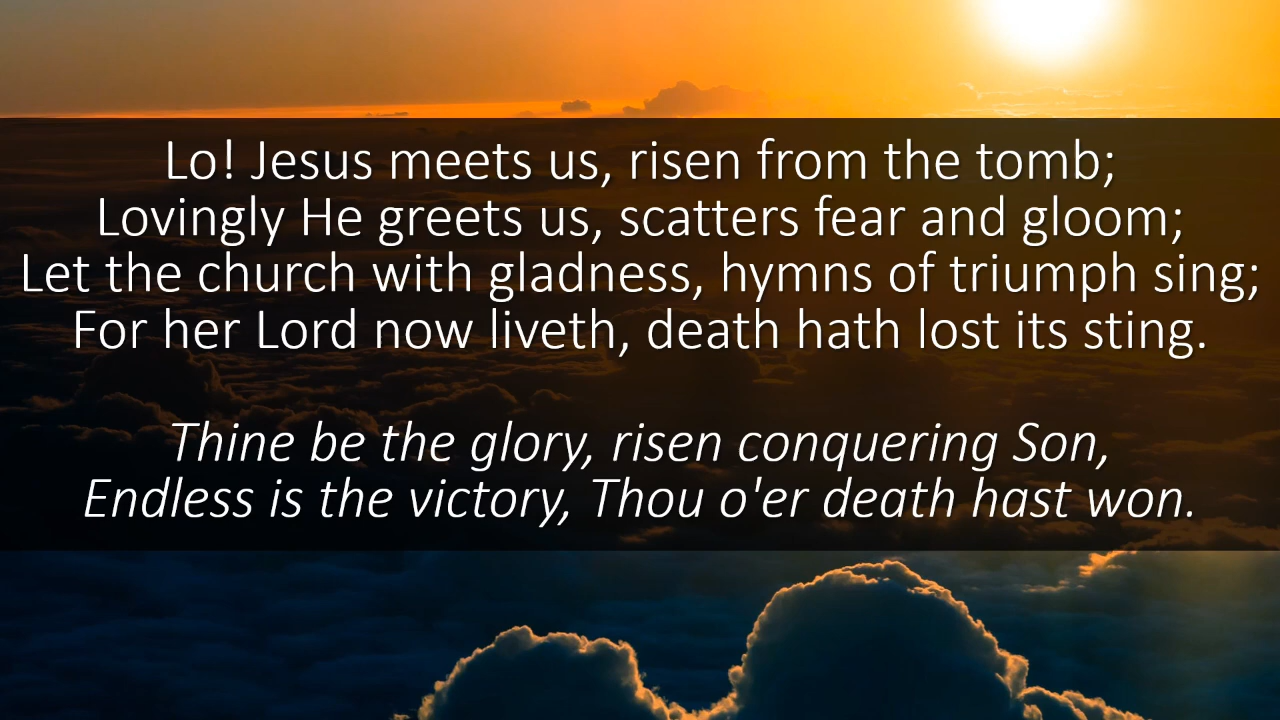 Lo! Jesus meets us, risen from the tomb;
Lovingly He greets us, scatters fear and gloom;
Let the church with gladness, hymns of triumph sing;
For her Lord now liveth, death hath lost its sting.
Thine be the glory, risen conquering Son,
Endless is the victory, Thou o'er death hast won.